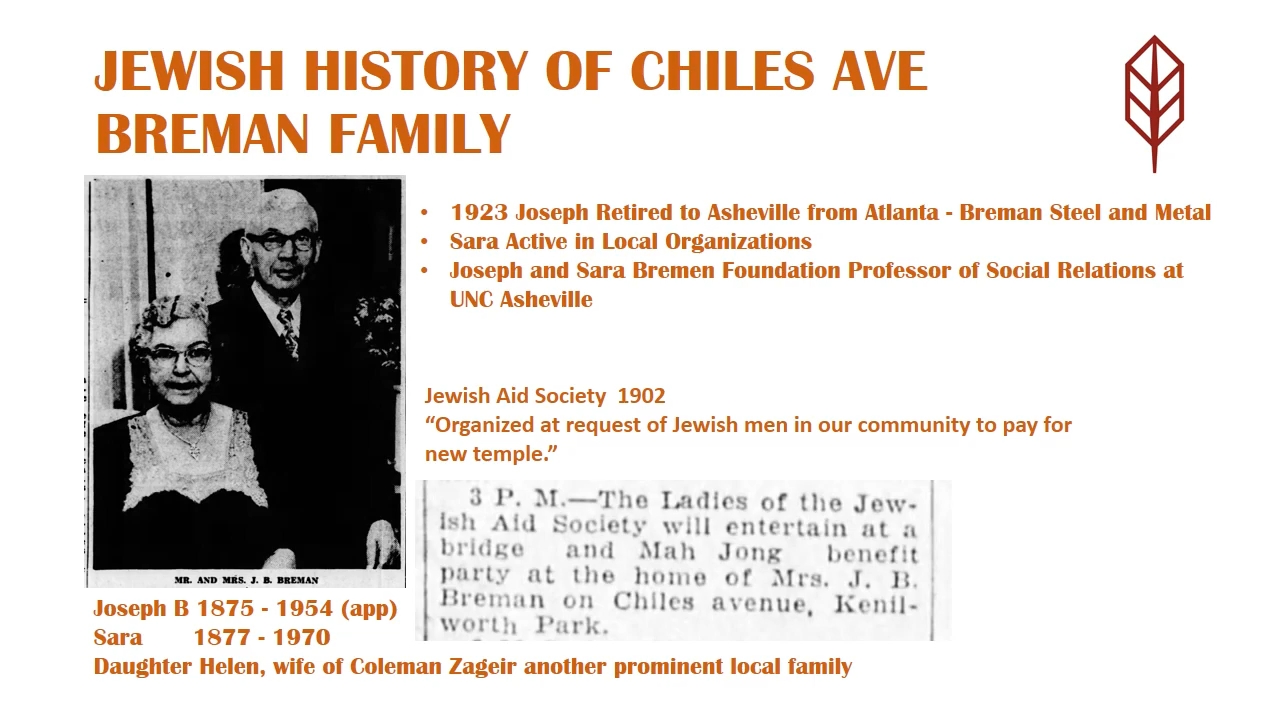 JEWISH HISTORY OF CHILES AVE
BREMAN FAMILY
• 1923 Joseph Retired to Asheville from Atlanta - Breman Steel and Metal
• Sara Active in Local Organizations
• Joseph and Sara Bremen Foundation Professor of Social Relations at
UNC Asheville
Jewish Aid Society 1902
“Organized at request of Jewish men in our community to pay for
new temple.”
3 P. M.—The Ladies of the Jew-
ish Aid Society will entertain at a
bridge and Mah Jong benefit
party at the home of Mrs. J. B.
Breman on Chiles avenue, Kenil-
worth Park.
MR. AND MRS. J. B. BREMAN
Joseph B 1875 - 1954 (app)
Sara 1877 - 1970
Daughter Helen, wife of Coleman Zageir another prominent local family